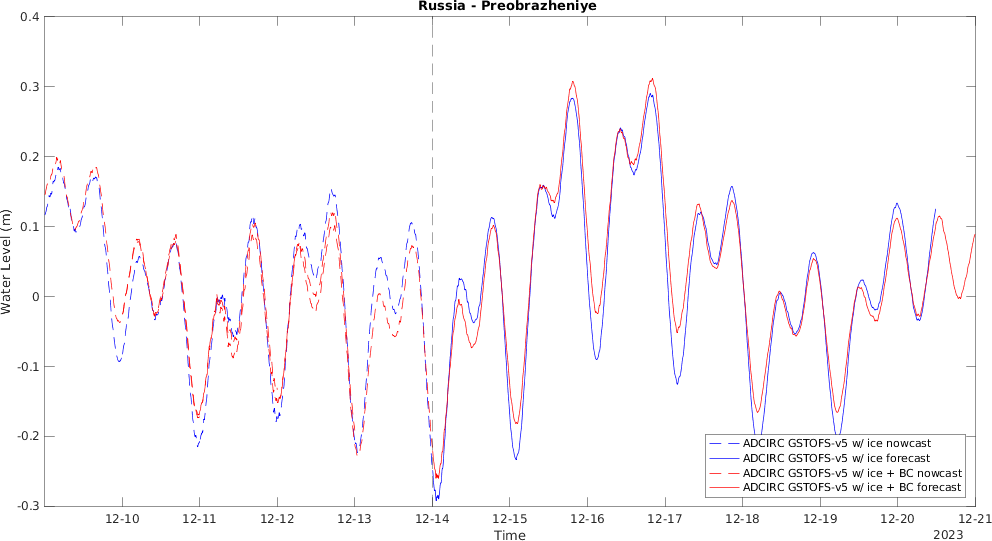 Russia - Preobrazheniye
0.4
0.3
0.2
0.1
0
-0.1
-0.2
-0.3
Water Level (m)
12-10 12-11 12-12 12-13 12-14 12-15 12-16 12-17 12-18 12-19 12-20 12-21
Time
2023
ADCIRC GSTOFS-v5 w/ ice nowcast
ADCIRC GSTOFS-v5 w/ ice forecast
ADCIRC GSTOFS-v5 w/ ice + BC nowcast
ADCIRC GSTOFS-v5 w/ ice + BC forecast